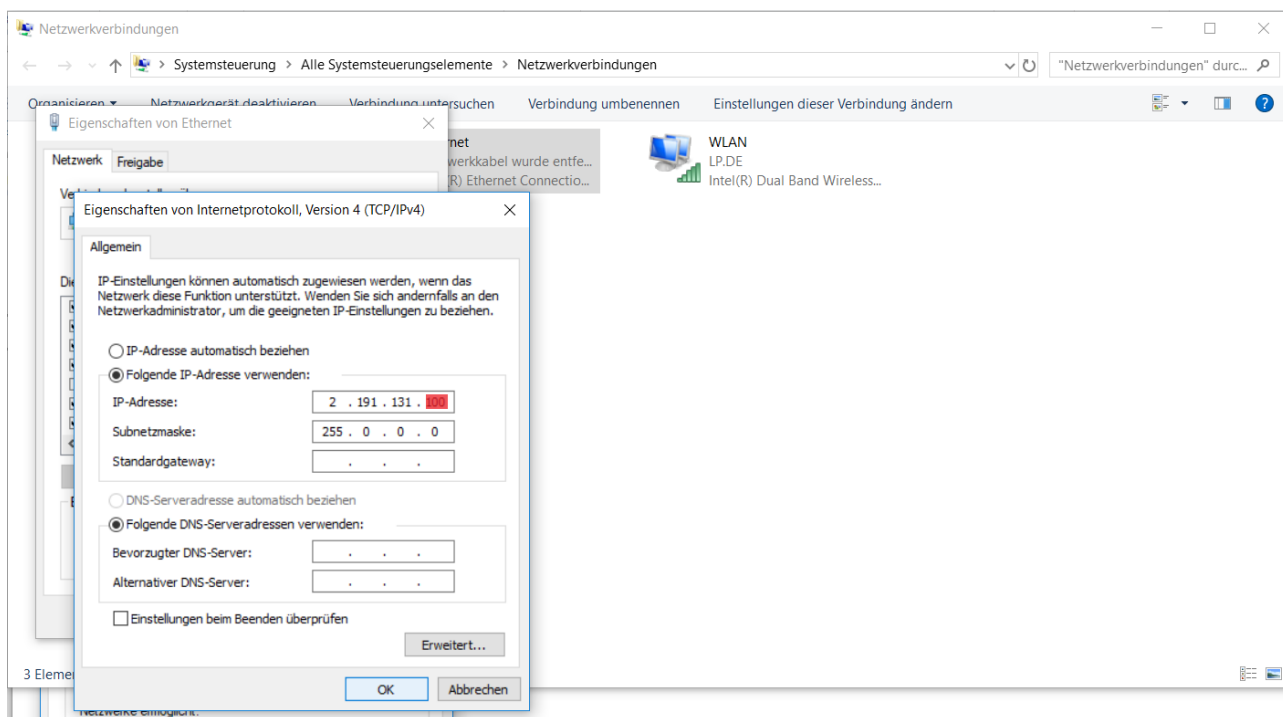 Netzwerkverbindungen
Systemsteuerung > Alle Systemsteuerungselemente > Netzwerkverbindungen
"Netzwerkverbindungen" durc...
Organisieren Netzwerkgerät deaktivieren Verbindung untersuchen Verbindung umbenennen Einstellungen dieser Verbindung ändern
Eigenschaften von Ethernet
Netzwerk Freigabe
rnet
werkkabel wurde entfe...
(R) Ethernet Connectio...
WLAN
LP.DE
Intel(R) Dual Band Wireless...
Eigenschaften von Internetprotokoll, Version 4 (TCP/IPv4)
Allgemein
IP-Einstellungen können automatisch zugewiesen werden, wenn das
Netzwerk diese Funktion unterstützt. Wenden Sie sich andernfalls an den
Netzwerkadministrator, um die geeigneten IP-Einstellungen zu beziehen.
IP-Adresse automatisch beziehen
Folgende IP-Adresse verwenden:
IP-Adresse: 2 . 191 . 131 . 100
Subnetzmaske: 255 . 0 . 0 . 0
Standardgateway: . . .
DNS-Serveradresse automatisch beziehen
Folgende DNS-Serveradressen verwenden:
Bevorzugter DNS-Server: . . .
Alternativer DNS-Server: . . .
Einstellungen beim Beenden überprüfen
Erweitert...
OK Abbrechen
3 Eleme
Netzwerke ermöglicht.